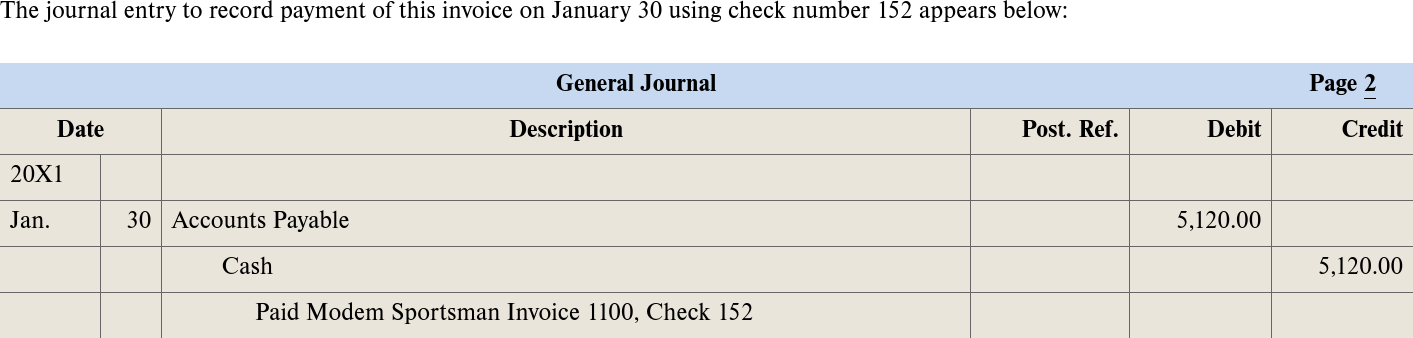 The journal entry to record payment of this invoice on January 30 using check number 152 appears below:
General Journal Page 2
Date Description Post. Ref. Debit Credit
20X1
Jan. 30 Accounts Payable 5,120.00
Cash 5,120.00
Paid Modem Sportsman Invoice 1100, Check 152